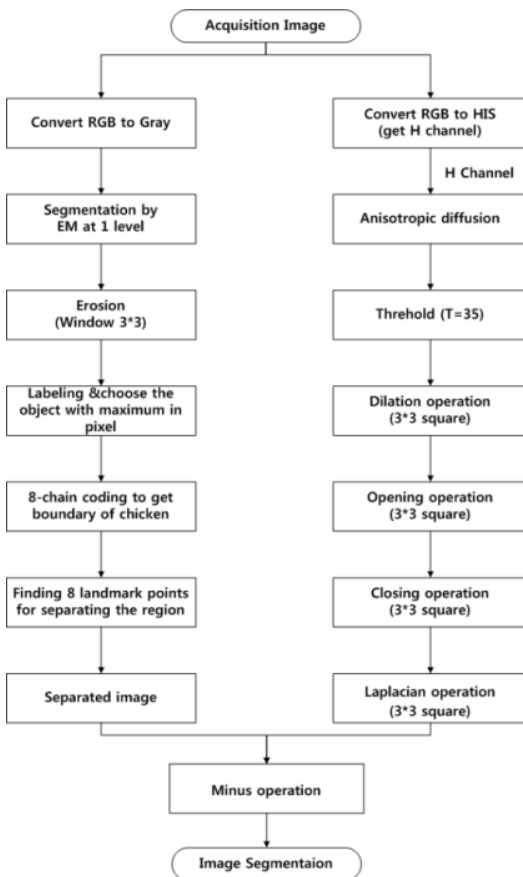 Acquisition Image
Convert RGB to Gray
Convert RGB to HIS
(get H channel)
H Channel
Segmentation by
EM at 1 level
Anisotropic diffusion
Erosion
(Window 3*3)
Threhold (T=35)
Labeling &choose the
object with maximum in
pixel
Dilation operation
(3*3 square)
8-chain coding to get
boundary of chicken
Opening operation
(3*3 square)
Finding 8 landmark points
for separating the region
Closing operation
(3*3 square)
Separated image
Laplacian operation
(3*3 square)
Minus operation
Image Segmentaion